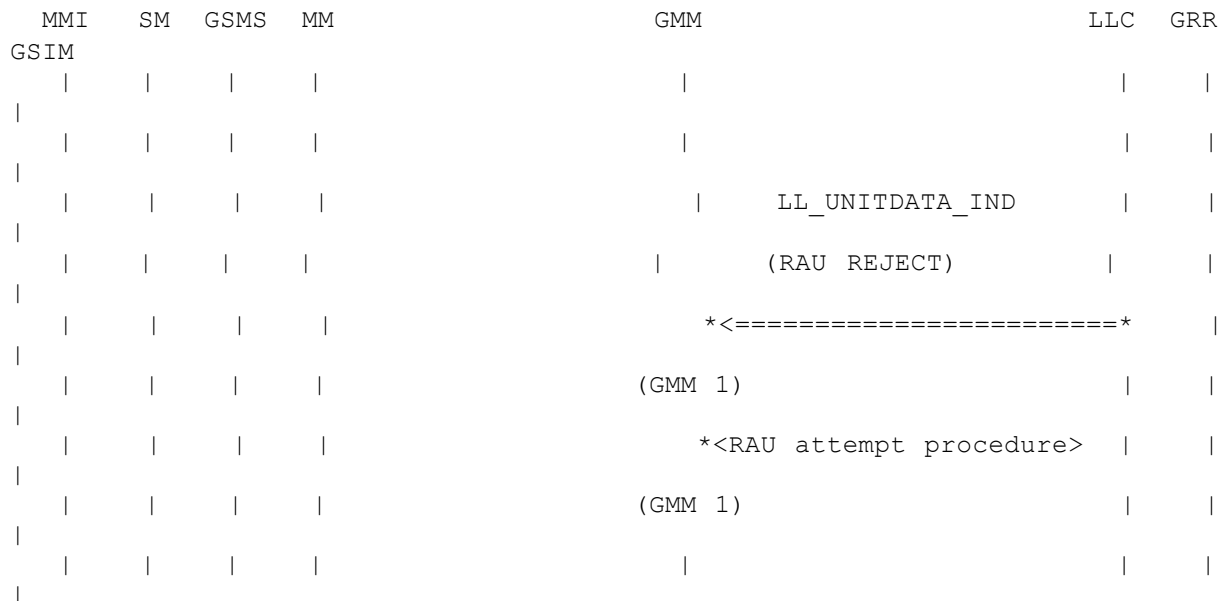 MMI SM GSMS MM GMM LLC GRR
GSIM
| | | | | | |
|
| | | | | | |
|
| | | | | LL_UNITDATA_IND | |
|
| | | | | (RAU REJECT) | |
|
| | | | *<========================* |
|
| | | | (GMM 1) | |
|
| | | | *<RAU attempt procedure> | |
|
| | | | (GMM 1) | |
|
| | | | | | |
|